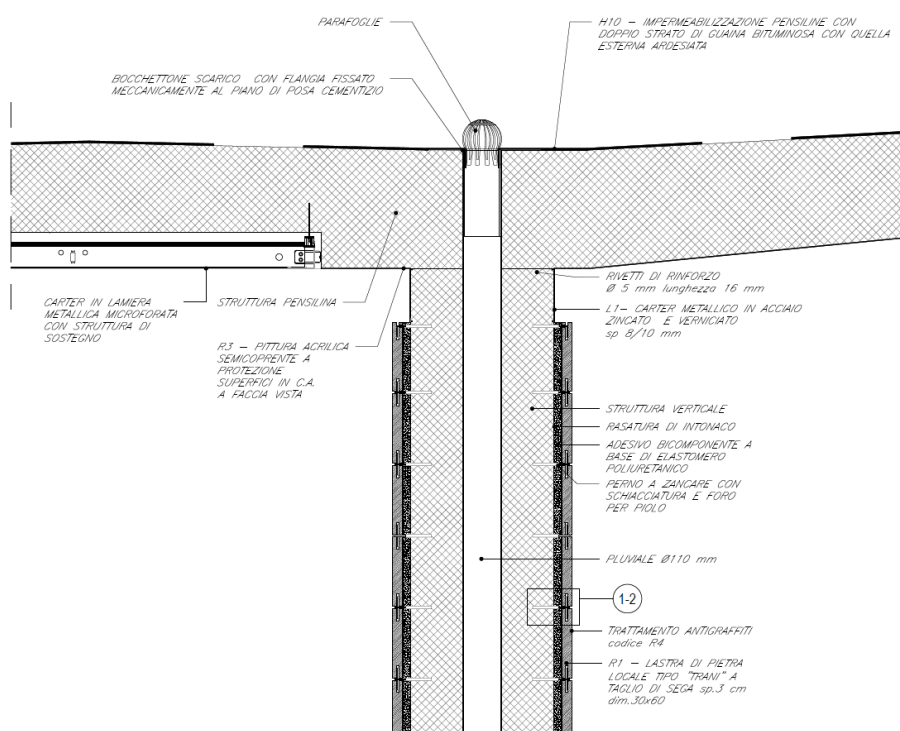 PARAFOGLIE
H10 - IMPERMEABILIZZAZIONE PENSILINE CON
DOPPIO STRATO DI GUAINA BITUMINOSA CON QUELLA
ESTERNA ARDESIATA
BOCCHETTONE SCARICO CON FLANGIA FISSATO
MECCANICAMENTE AL PIANO DI POSA CEMENTIZIO
CARTER IN LAMIERA
METALLICA MICROFORATA
CON STRUTTURA DI
SOSTEGNO
STRUTTURA PENSILINA
R3 - PITTURA ACRILICA
SEMICOPRENTE A
PROTEZIONE
SUPERFICI IN C.A.
A FACCIA VISTA
RIVETTI DI RINFORZO
Ø 5 mm lunghezza 16 mm
L1- CARTER METALLICO IN ACCIAIO
ZINCATO E VERNICIATO
sp 8/10 mm
STRUTTURA VERTICALE
RASATURA DI INTONACO
ADESIVO BICOMPONENTE A
BASE DI ELASTOMERO
POLIURETANICO
PERNO A ZANCARE CON
SCHIACCIATURA E FORO
PER PIOLO
PLUVIALE Ø110 mm
1-2
TRATTAMENTO ANTIGRAFFITI
codice R4
R1 - LASTRA DI PIETRA
LOCALE TIPO "TRANI" A
TAGLIO DI SEGA sp.3 cm
dim.30x60